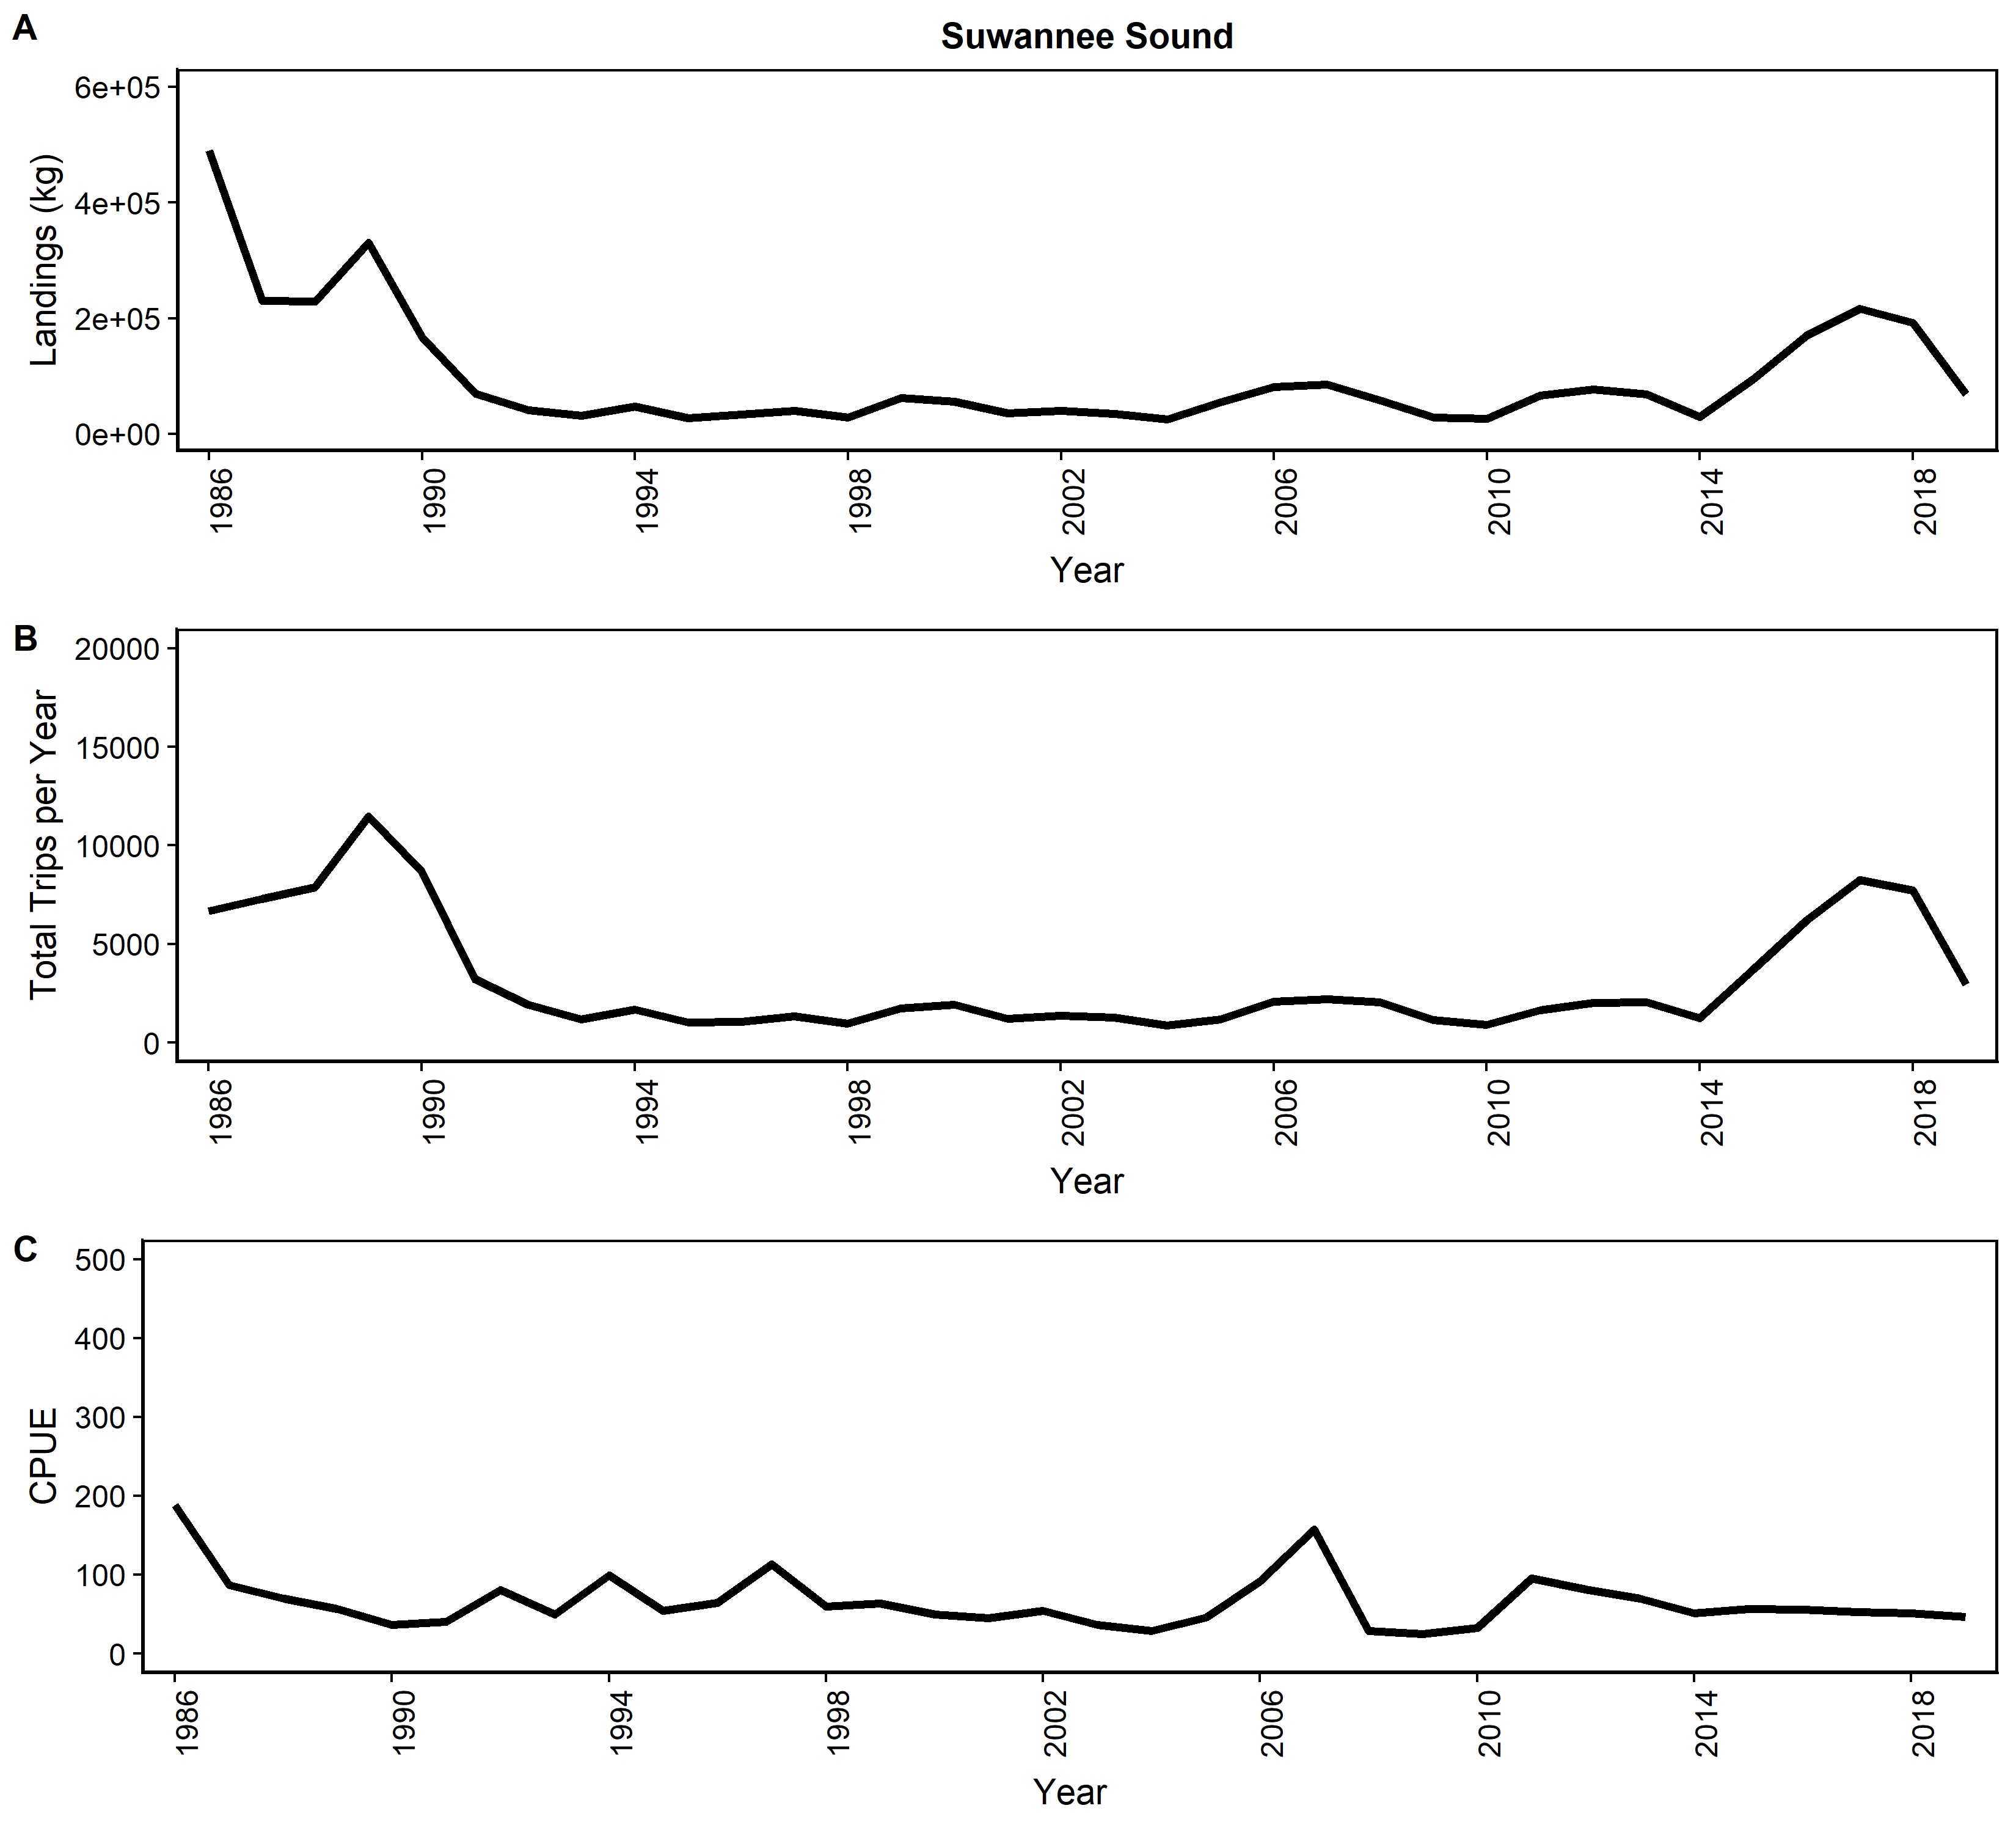 A
Suwannee Sound
Landings (kg)
6e+05
4e+05
2e+05
0e+00
1986 1990 1994 1998 2002 2006 2010 2014 2018
Year
B
Total Trips per Year
20000
15000
10000
5000
0
1986 1990 1994 1998 2002 2006 2010 2014 2018
Year
C
CPUE
500
400
300
200
100
0
1986 1990 1994 1998 2002 2006 2010 2014 2018
Year